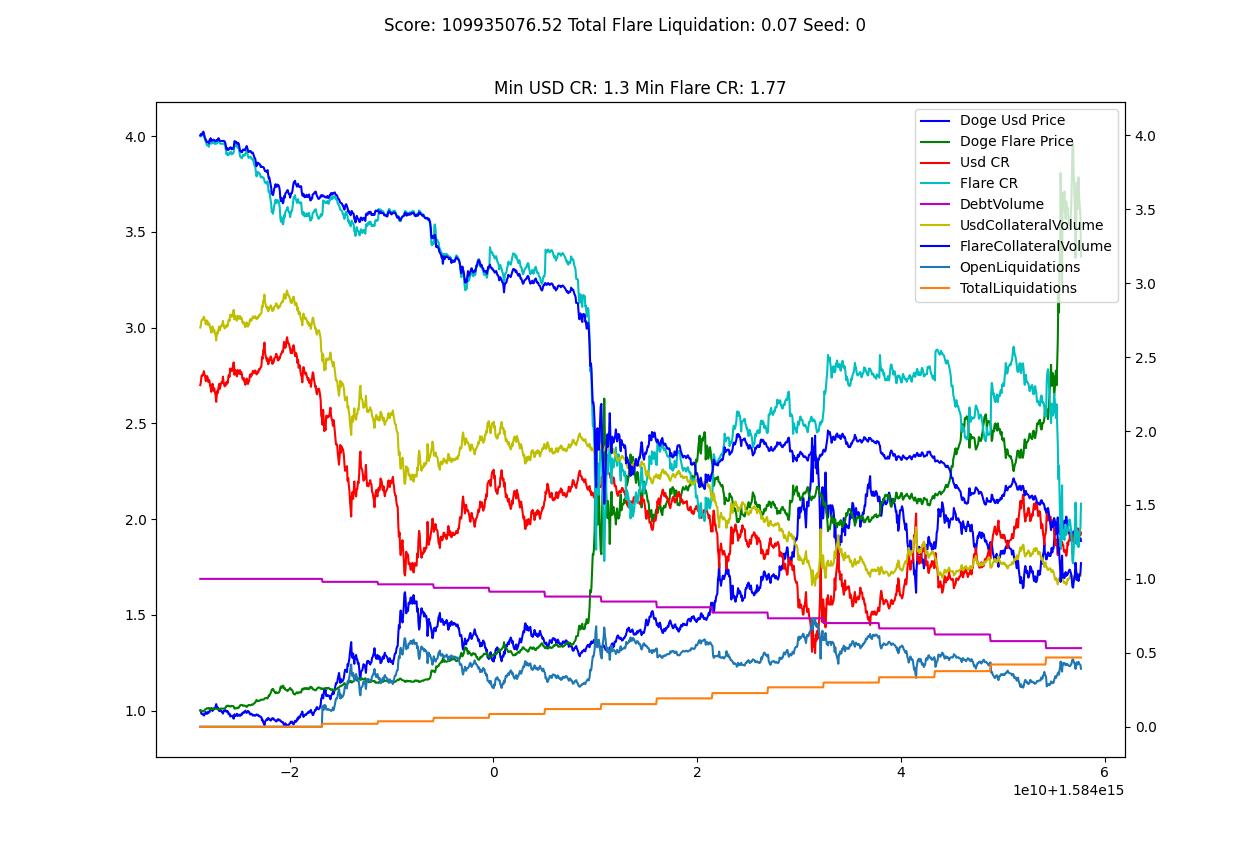 Score: 109935076.52 Total Flare Liquidation: 0.07 Seed: 0
Min USD CR: 1.3 Min Flare CR: 1.77
Doge Usd Price
Doge Flare Price
Usd CR
Flare CR
DebtVolume
UsdCollateralVolume
FlareCollateralVolume
OpenLiquidations
TotalLiquidations
4.0
3.5
3.0
2.5
2.0
1.5
1.0
4.0
3.5
3.0
2.5
2.0
1.5
1.0
0.5
0.0
−2 0 2 4 6
1e10+1.584e15